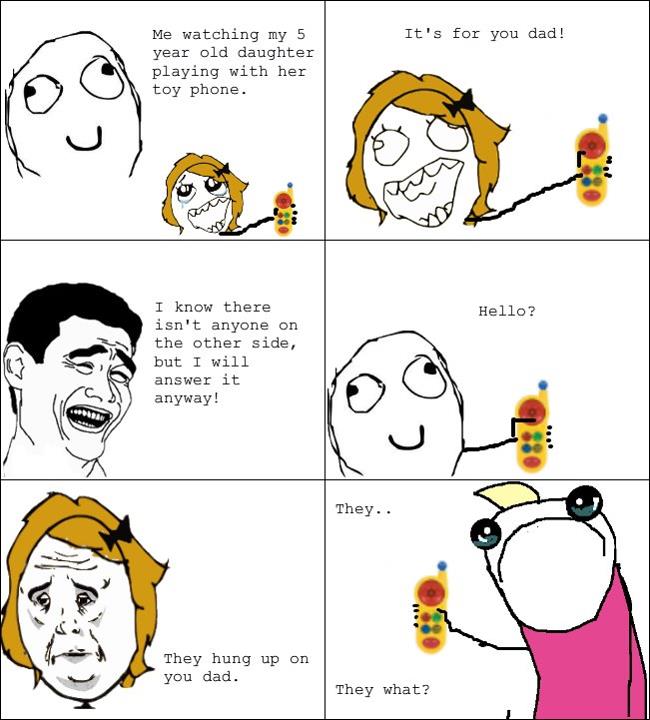 Me watching my 5
year old daughter
playing with her
toy phone.
It's for you dad!
I know there
isn't anyone on
the other side,
but I will
answer it
anyway!
Hello?
They hung up on
you dad.
They..
They what?